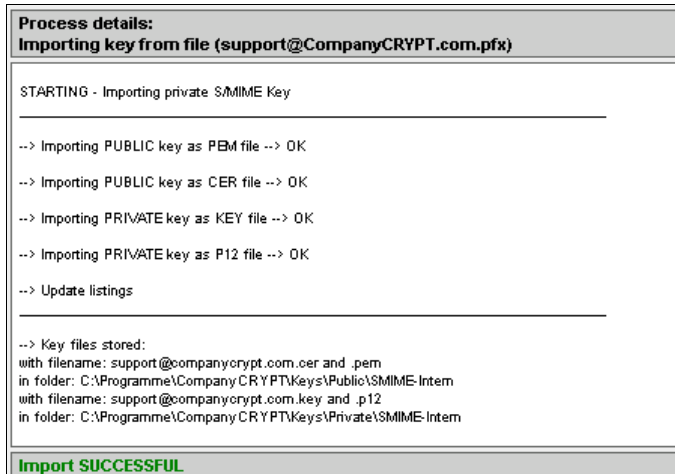 Process details:
Importing key from file (support@CompanyCRYPT.com.pfx)
STARTING - Importing private S/MIME Key
--> Importing PUBLIC key as PEM file --> OK
--> Importing PUBLIC key as CER file --> OK
--> Importing PRIVATE key as KEY file --> OK
--> Importing PRIVATE key as P12 file --> OK
--> Update listings
--> Key files stored:
with filename: support@companycrypt.com.cer and .pem
in folder: C:\Programme\CompanyCRYPT\Keys\Public\SMIME-Intern
with filename: support@companycrypt.com.key and .p12
in folder: C:\Programme\CompanyCRYPT\Keys\Private\SMIME-Intern
Import SUCCESSFUL